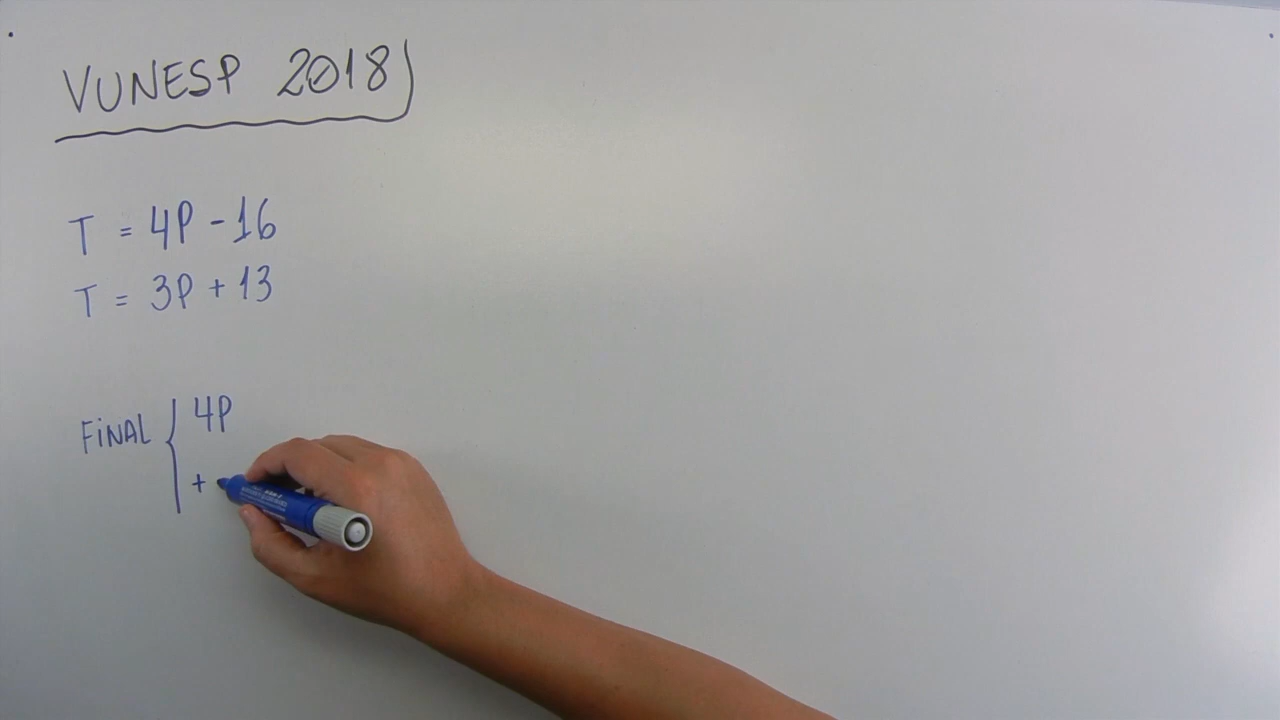 VUNESP 2018
T = 4P - 16
T = 3P + 13
FiNAL { 4P
+